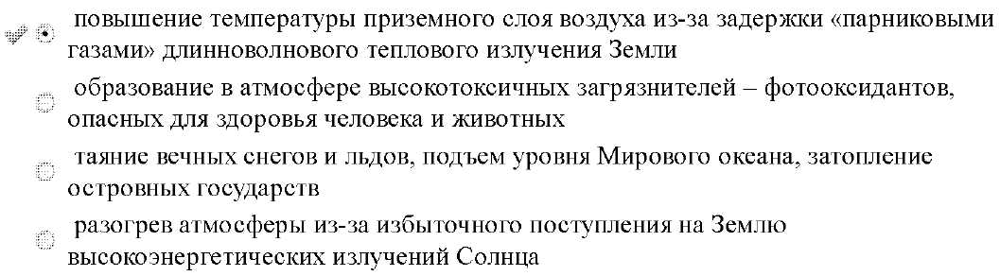 повышение температуры приземного слоя воздуха из-за задержки «парниковыми
газами» длинноволнового теплового излучения Земли
образование в атмосфере высокотоксичных загрязнителей – фотооксидантов,
опасных для здоровья человека и животных
таяние вечных снегов и льдов, подъем уровня Мирового океана, затопление
островных государств
разогрев атмосферы из-за избыточного поступления на Землю
высокоэнергетических излучений Солнца